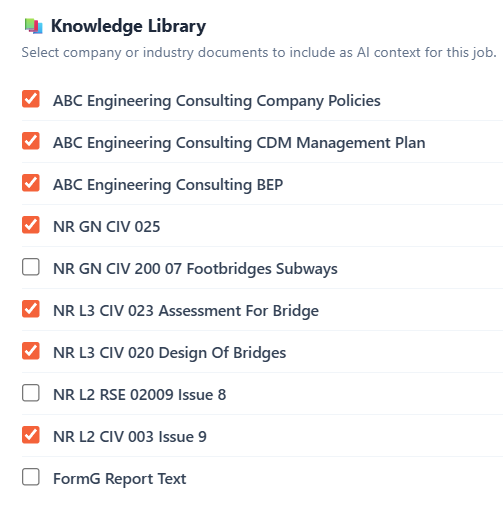 Knowledge Library
Select company or industry documents to include as AI context for this job.
ABC Engineering Consulting Company Policies
ABC Engineering Consulting CDM Management Plan
ABC Engineering Consulting BEP
NR GN CIV 025
NR GN CIV 200 07 Footbridges Subways
NR L3 CIV 023 Assessment For Bridge
NR L3 CIV 020 Design Of Bridges
NR L2 RSE 02009 Issue 8
NR L2 CIV 003 Issue 9
FormG Report Text